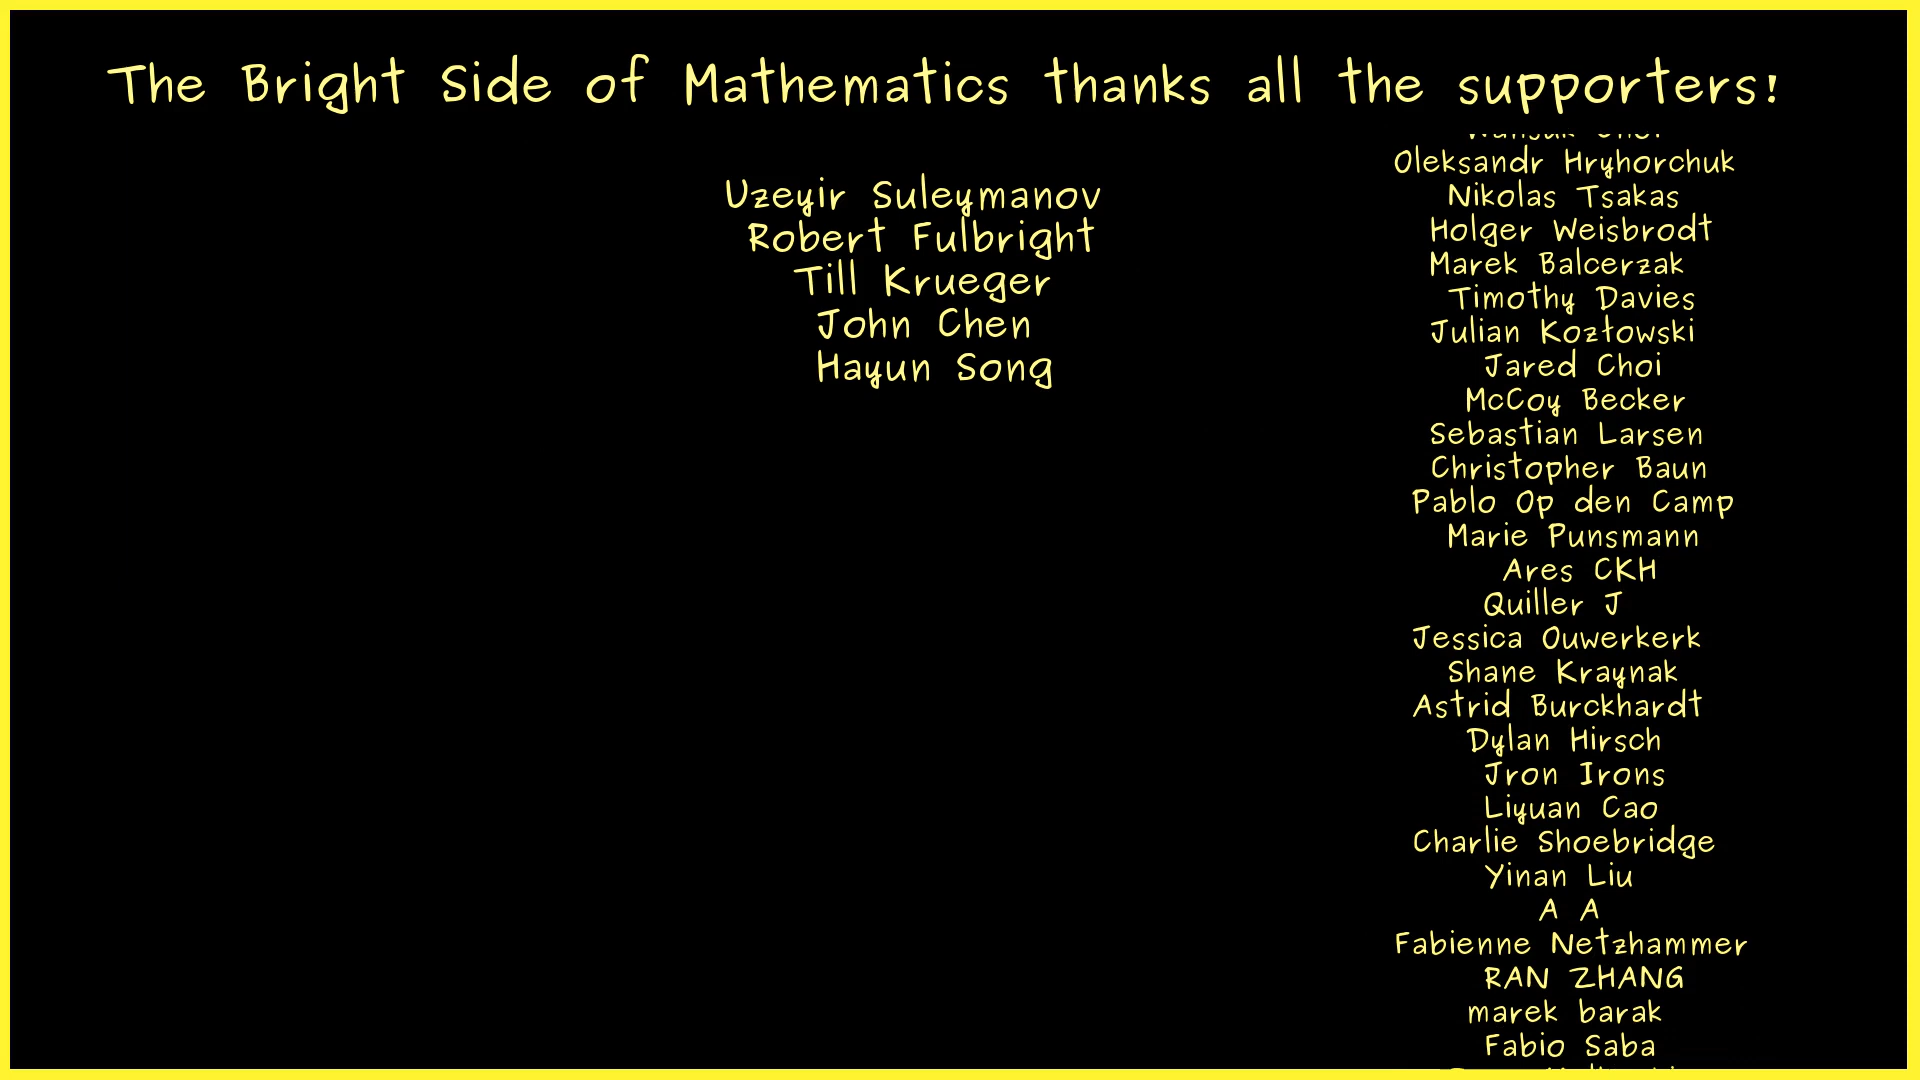 The Bright Side of Mathematics thanks all the supporters!
Uzeyir Suleymanov
Robert Fulbright
Till Krueger
John Chen
Hayun Song
Oleksandr Hryhorchuk
Nikolas Tsakas
Holger Weisbrodt
Marek Balcerzak
Timothy Davies
Julian Kozłowski
Jared Choi
McCoy Becker
Sebastian Larsen
Christopher Baun
Pablo Op den Camp
Marie Punsmann
Ares CKH
Quiller J
Jessica Ouwerkerk
Shane Kraynak
Astrid Burckhardt
Dylan Hirsch
Jron Irons
Liyuan Cao
Charlie Shoebridge
Yinan Liu
A A
Fabienne Netzhammer
RAN ZHANG
marek barak
Fabio Saba